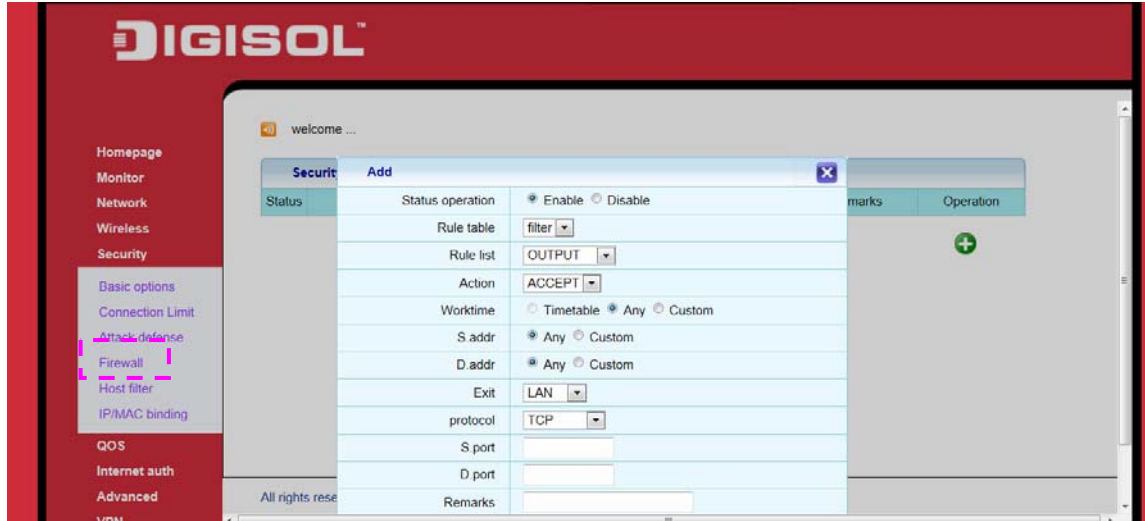 DIGISOL™
Homepage
Monitor
Network
Wireless
Security
Basic options
Connection Limit
Attack defense
Firewall
Host filter
IP/MAC binding
QOS
Internet auth
Advanced
VPN
welcome ...
Securit
Status
marks
Operation
Add
Status operation Enable Disable
Rule table filter
Rule list OUTPUT
Action ACCEPT
Worktime Timetable Any Custom
S.addr Any Custom
D.addr Any Custom
Exit LAN
protocol TCP
S.port
D.port
Remarks
All rights rese